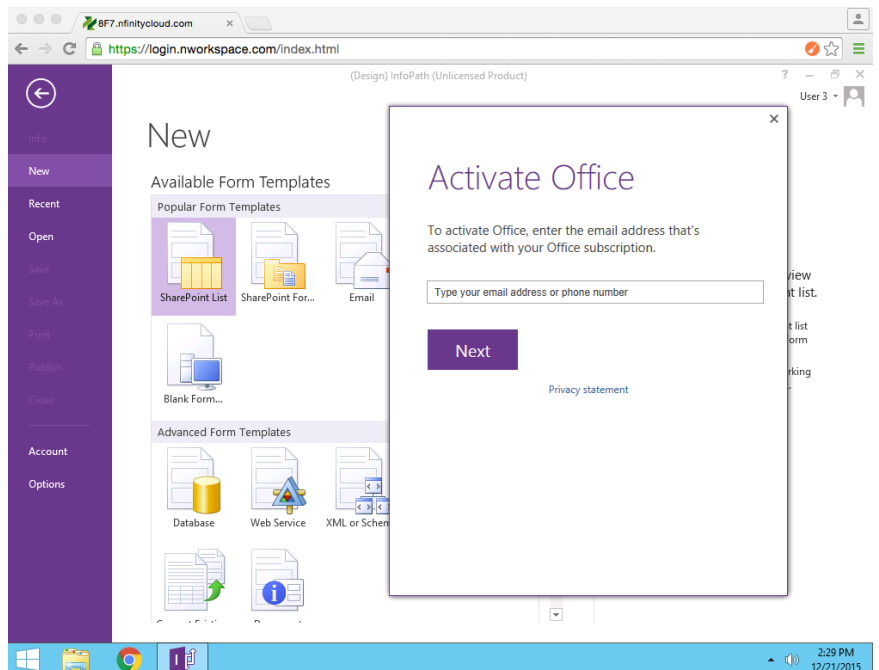 8F7.nfinitycloud.com ×
https://login.nworkspace.com/index.html
(Design) InfoPath (Unlicensed Product)
User 3
Info
New
Recent
Open
Save
Save As
Print
Publish
Close
Account
Options
New
Available Form Templates
Popular Form Templates
SharePoint List
SharePoint For...
Email
Blank Form...
Advanced Form Templates
Database
Web Service
XML or Schem
Activate Office
To activate Office, enter the email address that's
associated with your Office subscription.
Type your email address or phone number
Next
Privacy statement
view
nt list.
t list
orm
rking
2:29 PM
12/21/2015